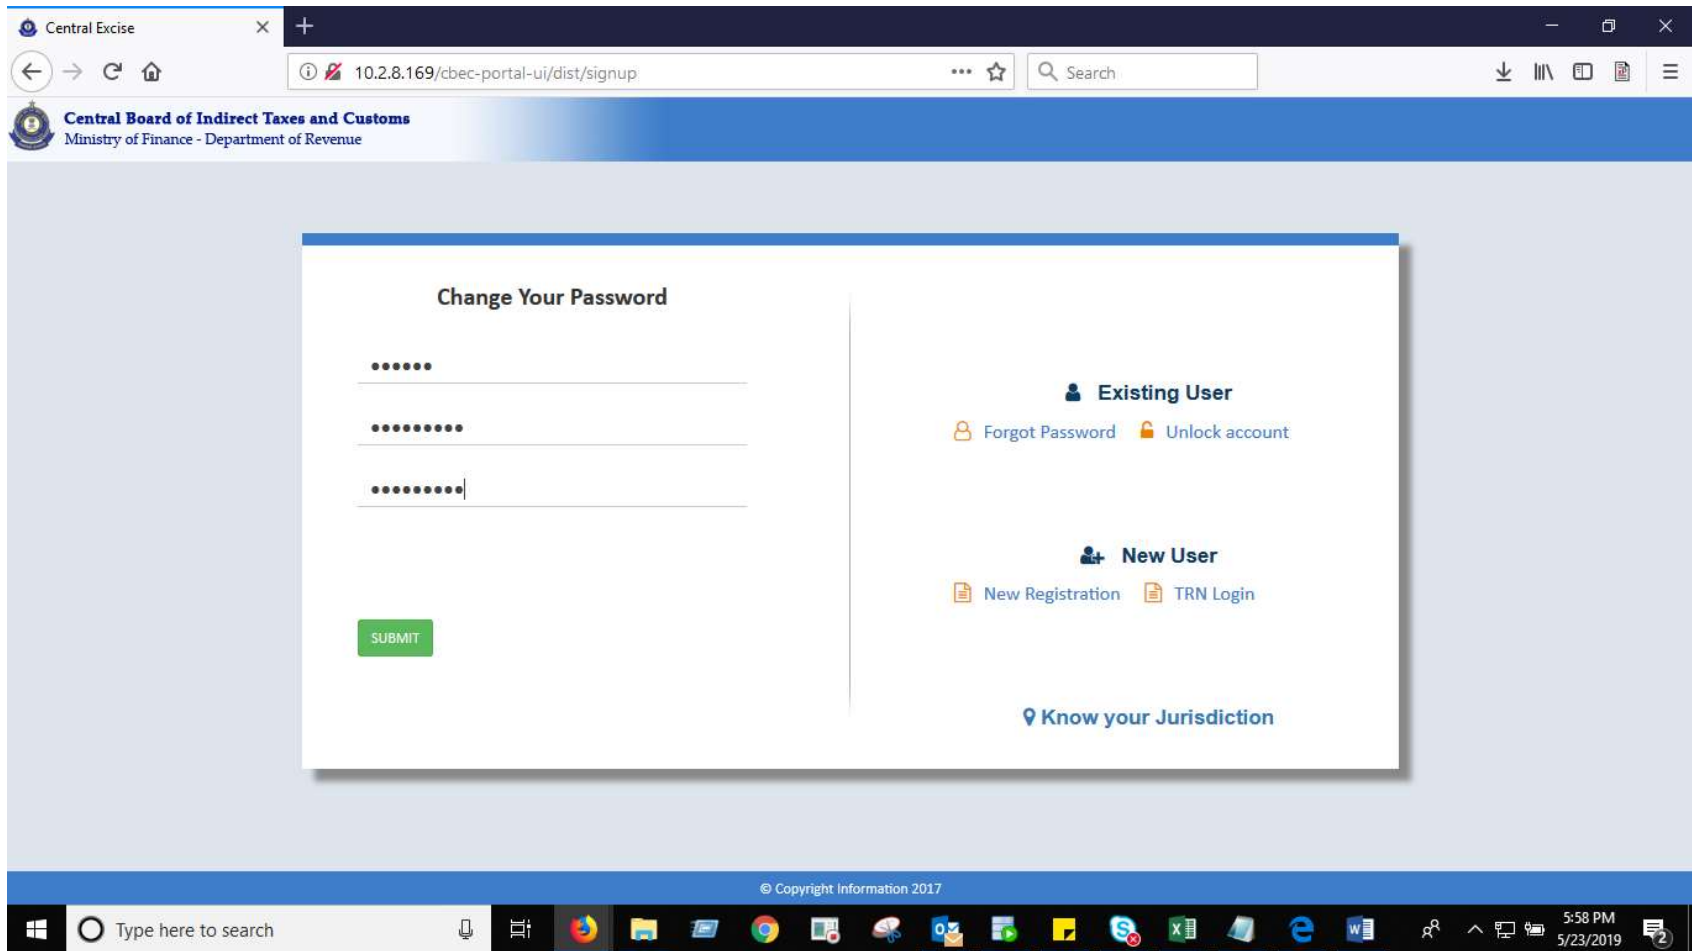 Central Excise
10.2.8.169/cbec-portal-ui/dist/signup
Search
Central Board of Indirect Taxes and Customs
Ministry of Finance - Department of Revenue
Change Your Password
••••••
•••••••••
•••••••••
SUBMIT
Existing User
Forgot Password Unlock account
New User
New Registration TRN Login
Know your Jurisdiction
© Copyright Information 2017
Type here to search
5:58 PM
5/23/2019
2